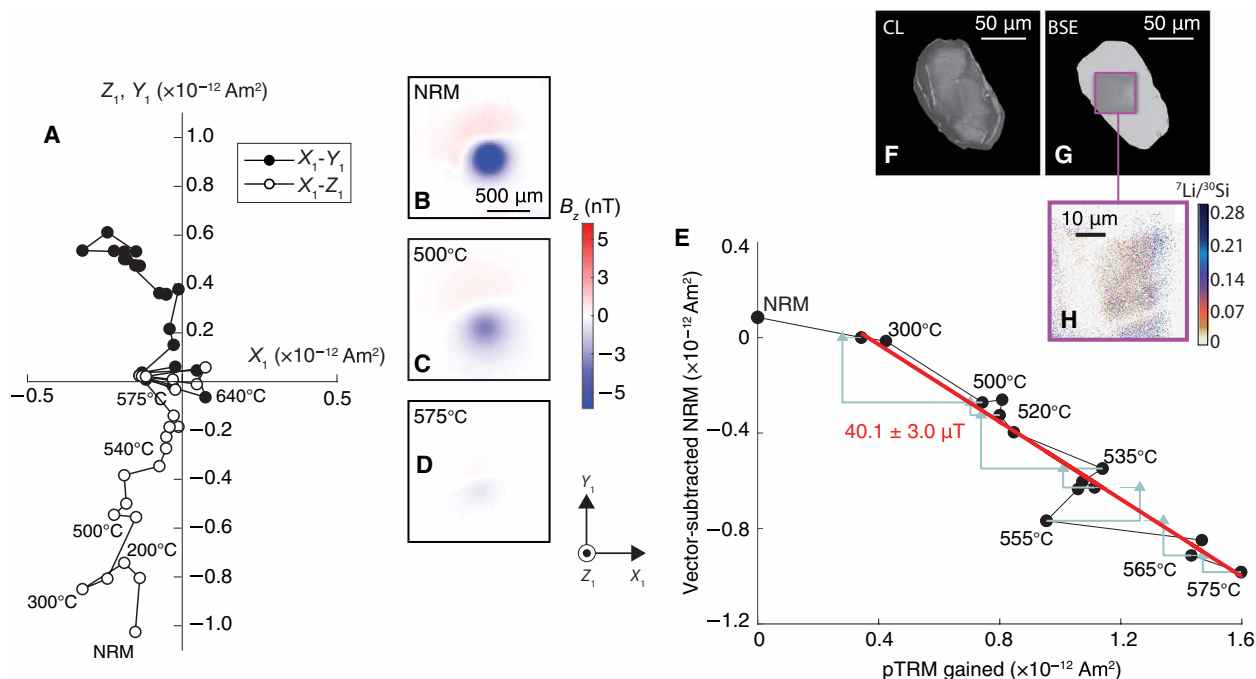 A
Z₁, Y₁ (×10⁻¹² Am²)
1.0
0.8
0.6
0.4
0.2
X₁-Y₁
X₁-Z₁
X₁ (×10⁻¹² Am²)
−0.5
0.5
575°C
640°C
−0.2
540°C
−0.4
500°C
−0.6
200°C
−0.8
300°C
−1.0
NRM
NRM
B
500 μm
500°C
C
575°C
D
B_z (nT)
5
3
0
−3
−5
Y₁
Z₁
X₁
CL
50 μm
F
BSE
50 μm
G
⁷Li/³⁰Si
10 μm
H
0.28
0.21
0.14
0.07
0
E
Vector-subtracted NRM (×10⁻¹² Am²)
0.4
0
−0.4
−0.8
−1.2
NRM
300°C
500°C
520°C
40.1 ± 3.0 μT
535°C
555°C
565°C
575°C
0
0.4
0.8
1.2
1.6
pTRM gained (×10⁻¹² Am²)